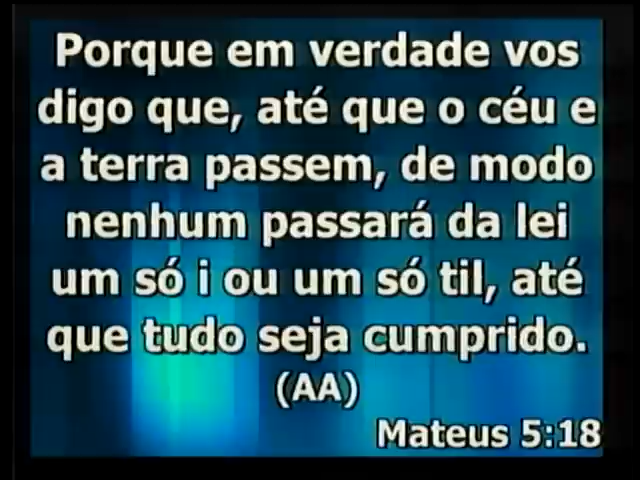 Porque em verdade vos
digo que, até que o céu e
a terra passem, de modo
nenhum passará da lei
um só i ou um só til, até
que tudo seja cumprido.
(AA)
Mateus 5:18